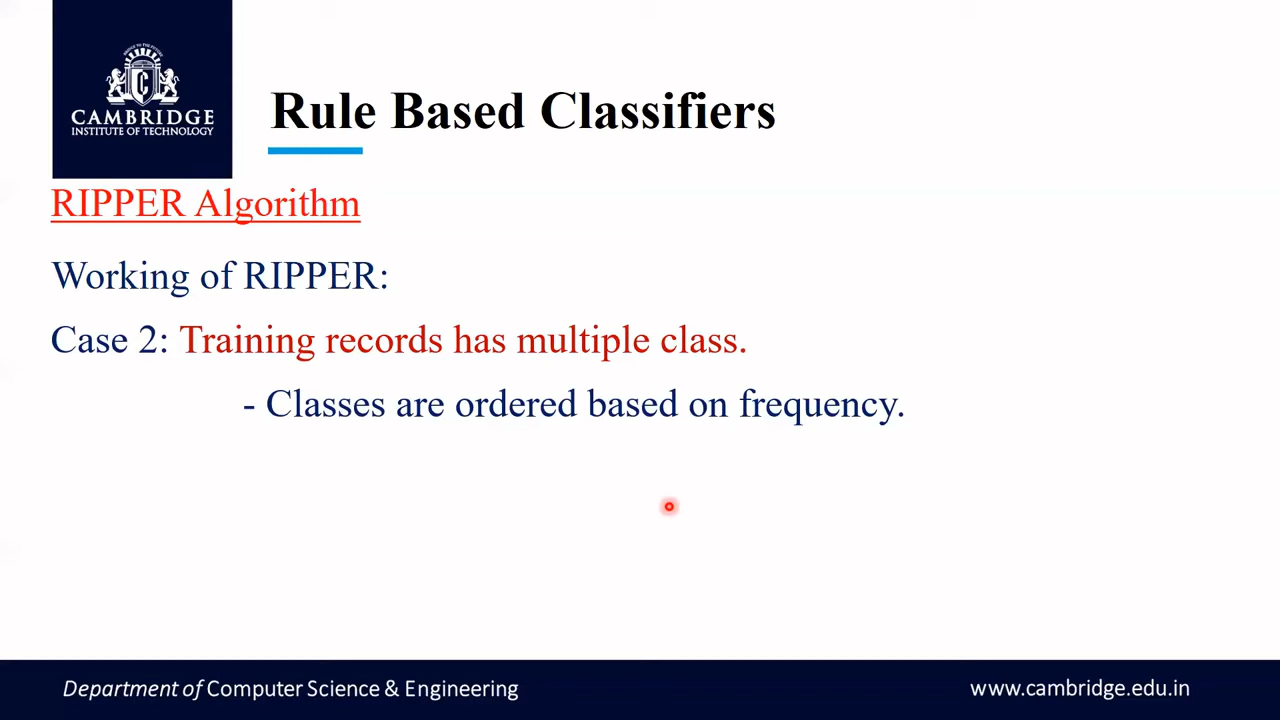 CAMBRIDGE
INSTITUTE OF TECHNOLOGY
Rule Based Classifiers
RIPPER Algorithm
Working of RIPPER:
Case 2: Training records has multiple class.
- Classes are ordered based on frequency.
Department of Computer Science & Engineering
www.cambridge.edu.in